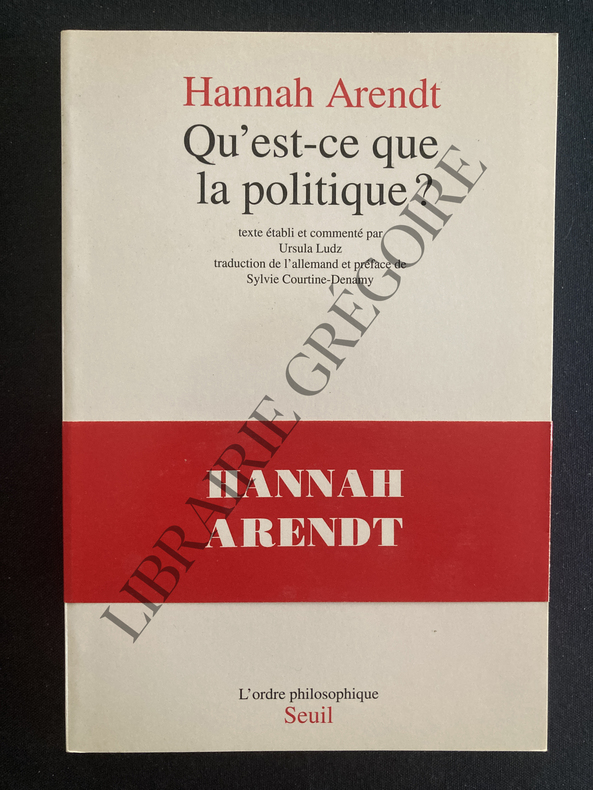 Hannah Arendt
Qu'est-ce que
la politique ?
texte établi et commenté par
Ursula Ludz
traduction de l'allemand et préface de
Sylvie Courtine-Denamy
LIBRAIRIE GRÉGOIRE
HANNAH
ARENDT
L'ordre philosophique
Seuil